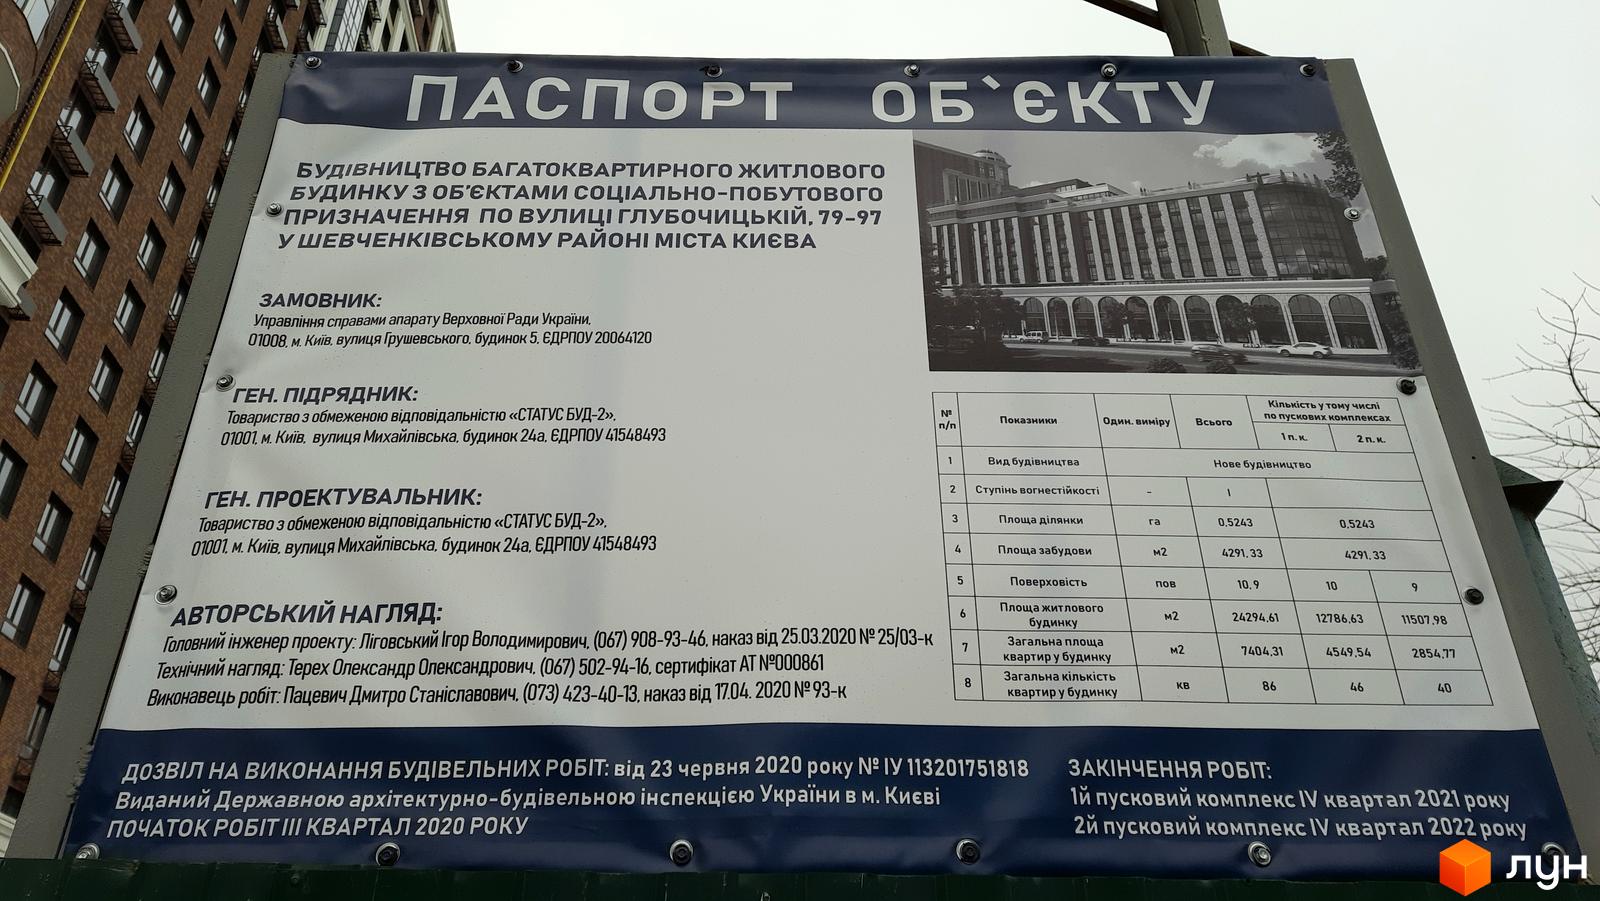 ПАСПОРТ ОБ`ЄКТУ
БУДІВНИЦТВО БАГАТОКВАРТИРНОГО ЖИТЛОВОГО
БУДИНКУ З ОБ'ЄКТАМИ СОЦІАЛЬНО-ПОБУТОВОГО
ПРИЗНАЧЕННЯ ПО ВУЛИЦІ ГЛУБОЧИЦЬКІЙ, 79-97
У ШЕВЧЕНКІВСЬКОМУ РАЙОНІ МІСТА КИЄВА
ЗАМОВНИК:
Управління справами апарату Верховної Ради України,
01008, м. Київ, вулиця Грушевського, будинок 5, ЄДРПОУ 20064120
ГЕН. ПІДРЯДНИК:
Товариство з обмеженою відповідальністю «СТАТУС БУД-2»,
01001, м. Київ, вулиця Михайлівська, будинок 24а, ЄДРПОУ 41548493
ГЕН. ПРОЕКТУВАЛЬНИК:
Товариство з обмеженою відповідальністю «СТАТУС БУД-2»,
01001, м. Київ, вулиця Михайлівська, будинок 24а, ЄДРПОУ 41548493
АВТОРСЬКИЙ НАГЛЯД:
Головний інженер проекту: Ліговський Ігор Володимирович, (067) 908-93-46, наказ від 25.03.2020 № 25/03-к
Технічний нагляд: Терех Олександр Олександрович, (067) 502-94-16, сертифікат АТ №000861
Виконавець робіт: Пацевич Дмитро Станіславович, (073) 423-40-13, наказ від 17.04. 2020 № 93-к
№ п/п Показники Один. виміру Всього Кількість у тому числі по пускових комплексах
1 п. к. 2 п. к.
1 Вид будівництва Нове будівництво
2 Ступінь вогнестійкості - I
3 Площа ділянки га 0,5243 0,5243
4 Площа забудови м2 4291,33 4291,33
5 Поверховість пов 10,9 10 9
6 Площа житлового будинку м2 24294,61 12786,63 11507,98
7 Загальна площа квартир у будинку м2 7404,31 4549,54 2854,77
8 Загальна кількість квартир у будинку кв 86 46 40
ДОЗВІЛ НА ВИКОНАННЯ БУДІВЕЛЬНИХ РОБІТ: від 23 червня 2020 року № ІУ 113201751818
Виданий Державною архітектурно-будівельною інспекцією України в м. Києві
ПОЧАТОК РОБІТ III КВАРТАЛ 2020 РОКУ
ЗАКІНЧЕННЯ РОБІТ:
1й пусковий комплекс IV квартал 2021 року
2й пусковий комплекс IV квартал 2022 року
лун